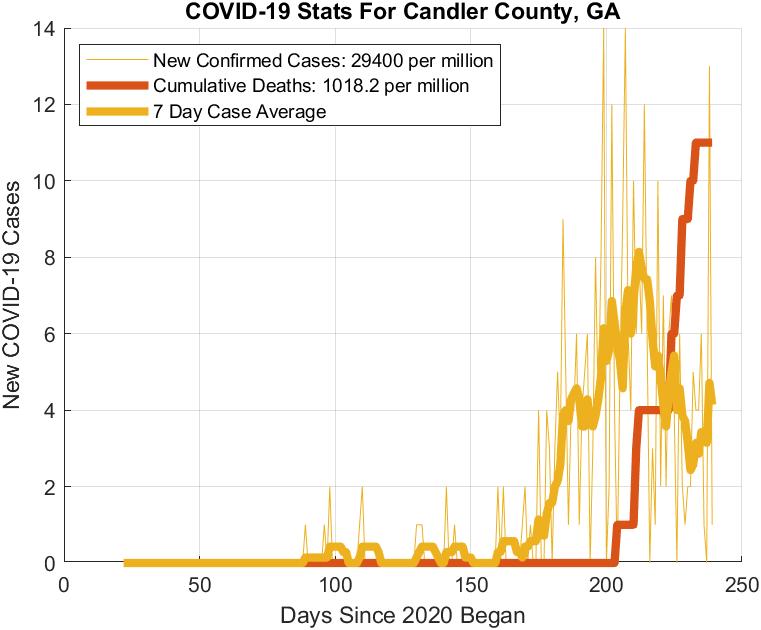 COVID-19 Stats For Candler County, GA
New Confirmed Cases: 29400 per million
Cumulative Deaths: 1018.2 per million
7 Day Case Average
New COVID-19 Cases
14
12
10
8
6
4
2
0
0 50 100 150 200 250
Days Since 2020 Began